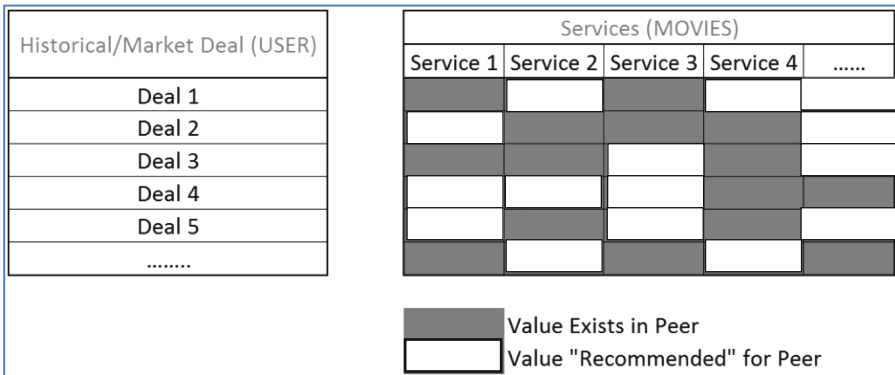 Historical/Market Deal (USER)
Services (MOVIES)
Service 1 Service 2 Service 3 Service 4 ......
Deal 1
Deal 2
Deal 3
Deal 4
Deal 5
........
Value Exists in Peer
Value "Recommended" for Peer